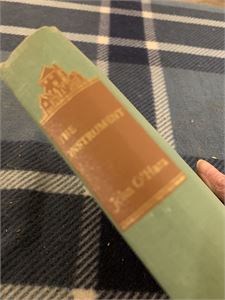 THE
INSTRUMENT
John O'Hara